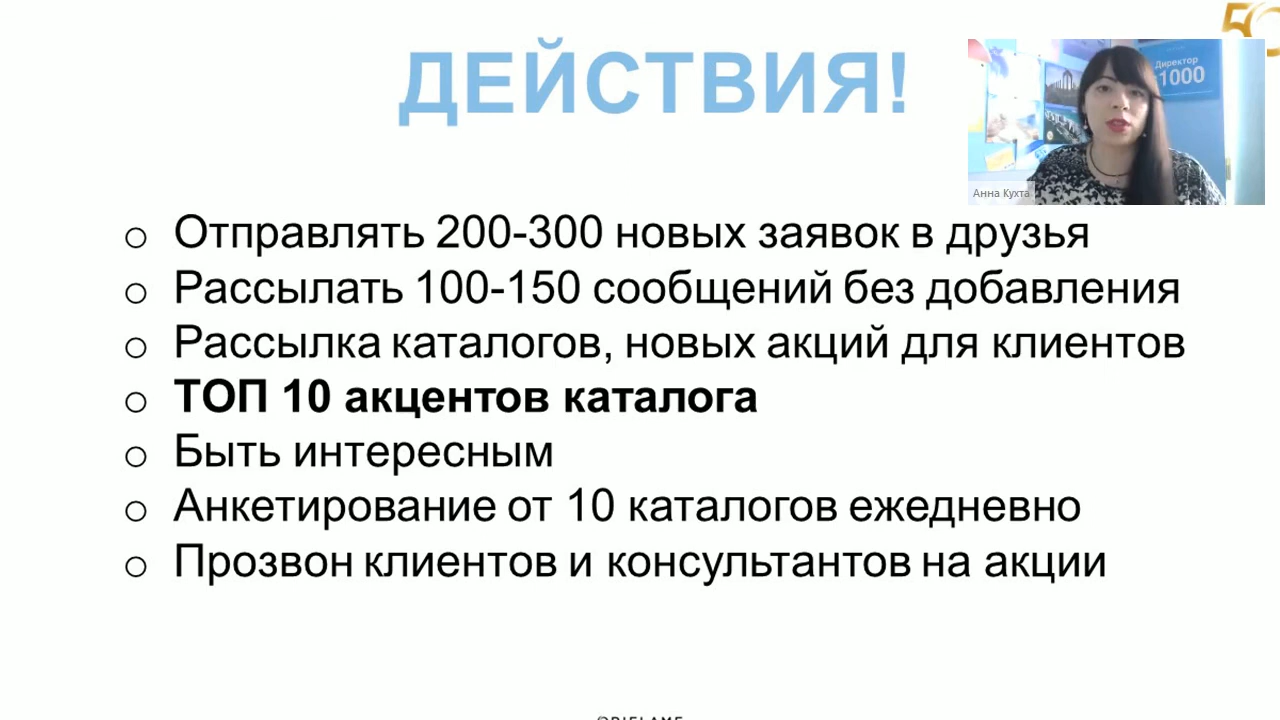 50
ДЕЙСТВИЯ!
Директор
1000
Анна Кухта
o Отправлять 200-300 новых заявок в друзья
o Рассылать 100-150 сообщений без добавления
o Рассылка каталогов, новых акций для клиентов
o ТОП 10 акцентов каталога
o Быть интересным
o Анкетирование от 10 каталогов ежедневно
o Прозвон клиентов и консультантов на акции
ORIFLAME